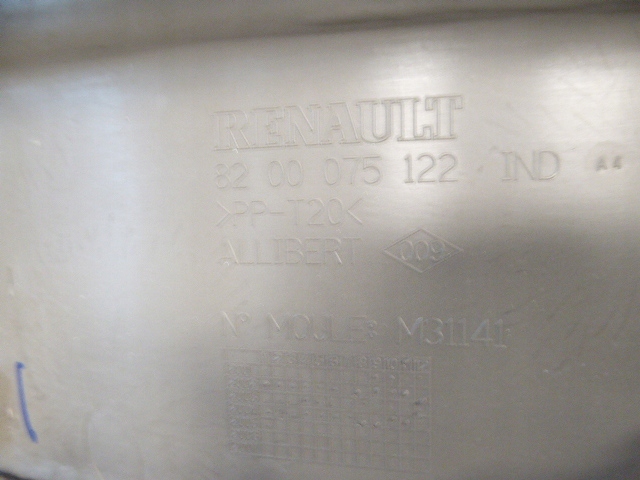 RENAULT
82 00 075 122 IND A4
>PP-T20<
ALLIBERT 009
N° MOULE: M31141